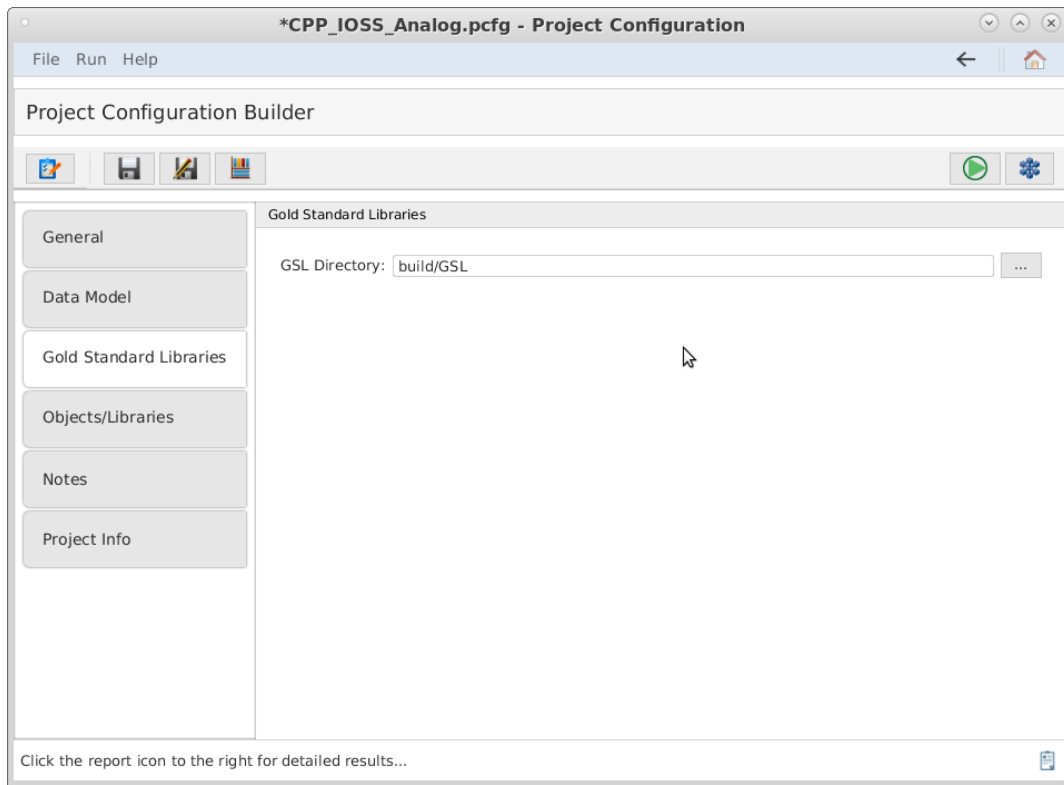 *CPP_IOSS_Analog.pcfg - Project Configuration
File Run Help
Project Configuration Builder
General
Data Model
Gold Standard Libraries
Objects/Libraries
Notes
Project Info
Gold Standard Libraries
GSL Directory: build/GSL ...
Click the report icon to the right for detailed results...